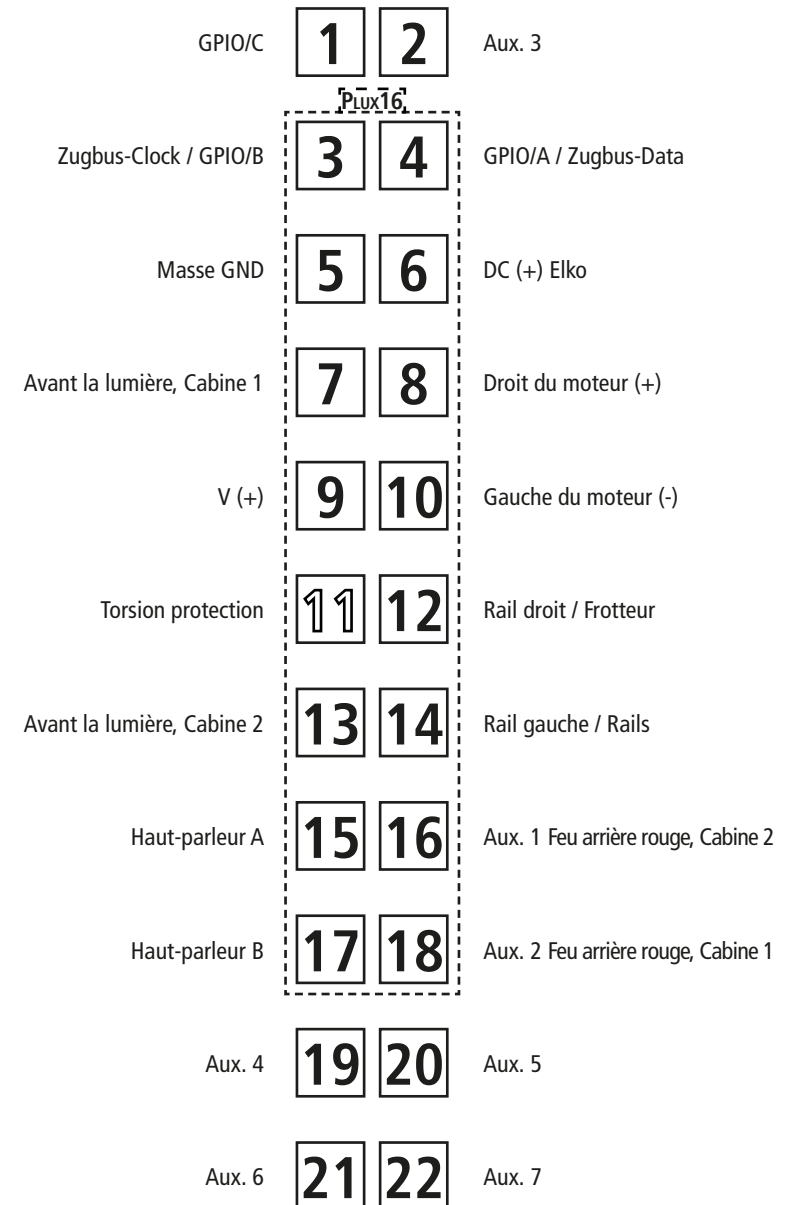 GPIO/C 1 2 Aux. 3
PLUX16
Zugbus-Clock / GPIO/B 3 4 GPIO/A / Zugbus-Data
Masse GND 5 6 DC (+) Elko
Avant la lumière, Cabine 1 7 8 Droit du moteur (+)
V (+) 9 10 Gauche du moteur (-)
Torsion protection 11 12 Rail droit / Frotteur
Avant la lumière, Cabine 2 13 14 Rail gauche / Rails
Haut-parleur A 15 16 Aux. 1 Feu arrière rouge, Cabine 2
Haut-parleur B 17 18 Aux. 2 Feu arrière rouge, Cabine 1
Aux. 4 19 20 Aux. 5
Aux. 6 21 22 Aux. 7